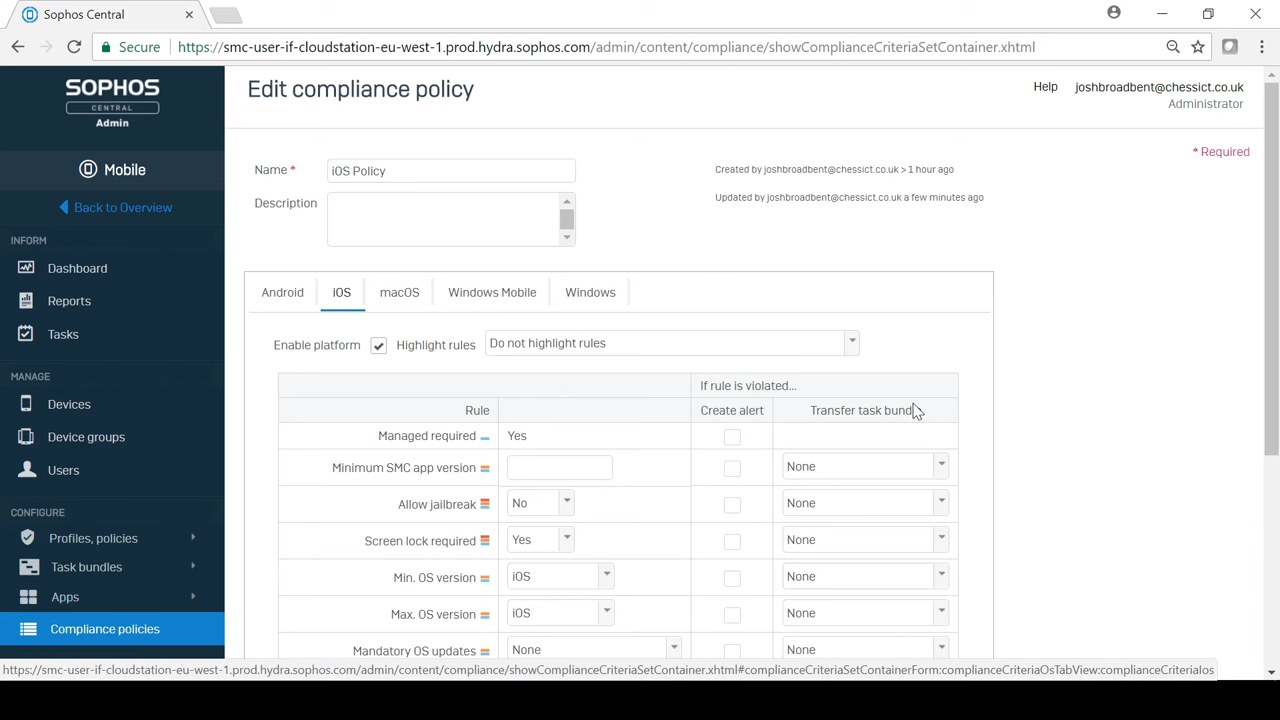 Sophos Central
Secure
https://smc-user-if-cloudstation-eu-west-1.prod.hydra.sophos.com/admin/content/compliance/showComplianceCriteriaSetContainer.xhtml
SOPHOS
CENTRAL
Admin
Mobile
Back to Overview
INFORM
Dashboard
Reports
Tasks
MANAGE
Devices
Device groups
Users
CONFIGURE
Profiles, policies
Task bundles
Apps
Compliance policies
Edit compliance policy
Help
joshbroadbent@chessict.co.uk
Administrator
* Required
Name *
iOS Policy
Created by joshbroadbent@chessict.co.uk > 1 hour ago
Description
Updated by joshbroadbent@chessict.co.uk a few minutes ago
Android iOS macOS Windows Mobile Windows
Enable platform Highlight rules Do not highlight rules
If rule is violated...
Rule Create alert Transfer task bund
Managed required Yes
Minimum SMC app version None
Allow jailbreak No None
Screen lock required Yes None
Min. OS version iOS None
Max. OS version iOS None
Mandatory OS updates None None
https://smc-user-if-cloudstation-eu-west-1.prod.hydra.sophos.com/admin/content/compliance/showComplianceCriteriaSetContainer.xhtml#complianceCriteriaSetContainerForm:complianceCriteriaOsTabView:complianceCriteriaIos